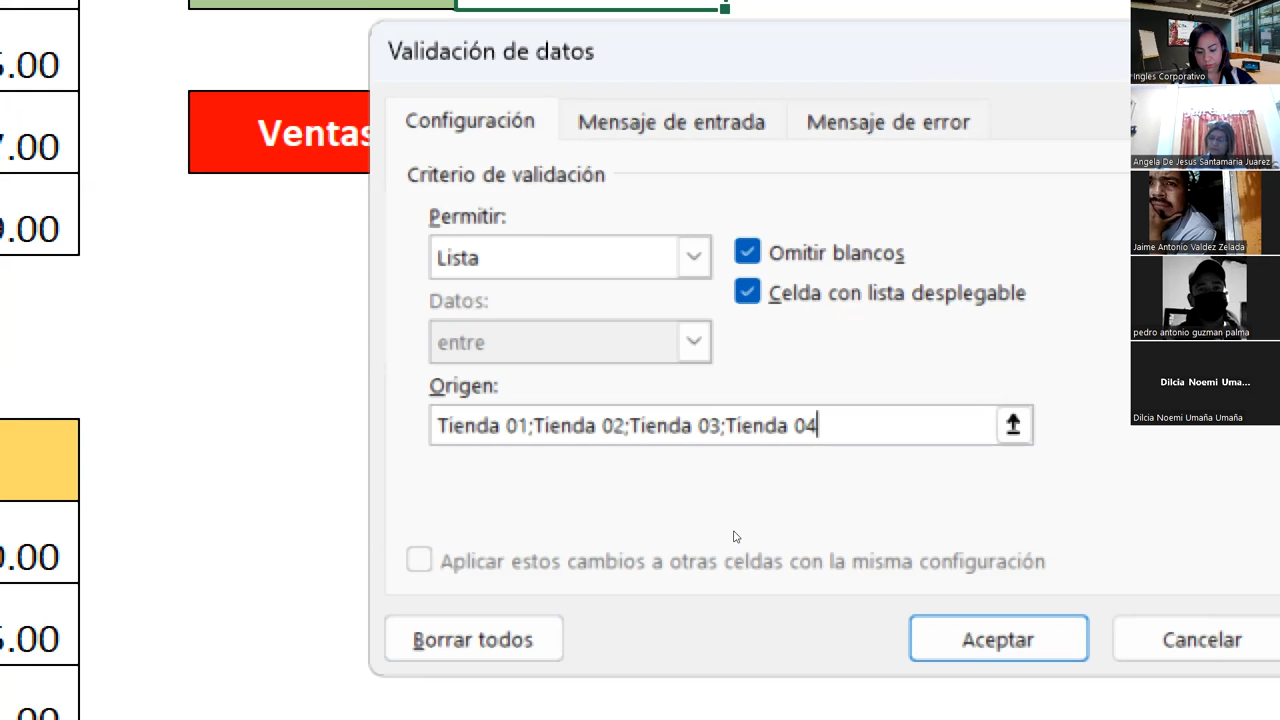 5.00
7.00
9.00
Ventas
Validación de datos
Configuración
Mensaje de entrada
Mensaje de error
Criterio de validación
Permitir:
Lista
Omitir blancos
Celda con lista desplegable
Datos:
entre
Origen:
Tienda 01;Tienda 02;Tienda 03;Tienda 04
Aplicar estos cambios a otras celdas con la misma configuración
Borrar todos
Aceptar
Cancelar
0.00
5.00
.00
Ingles Corporativo
Angela De Jesus Santamaria Juarez
Jaime Antonio Valdez Zelada
pedro antonio guzman palma
Dilcia Noemi Uma...
Dilcia Noemi Umaña Umaña